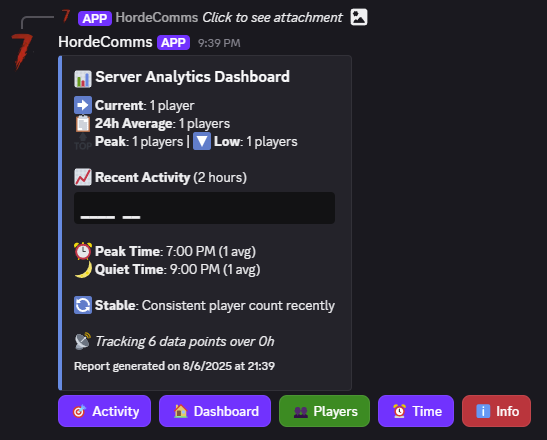 7 APP HordeComms Click to see attachment
HordeComms APP 9:39 PM
📊 Server Analytics Dashboard
➡️ Current: 1 player
📋 24h Average: 1 players
🔝 Peak: 1 players | 🔽 Low: 1 players
📈 Recent Activity (2 hours)
▁▁▁▁ ▁▁
⏰ Peak Time: 7:00 PM (1 avg)
🌙 Quiet Time: 9:00 PM (1 avg)
🔄 Stable: Consistent player count recently
📡 Tracking 6 data points over 0h
Report generated on 8/6/2025 at 21:39
🎯 Activity 🏠 Dashboard 👥 Players ⏰ Time ℹ️ Info